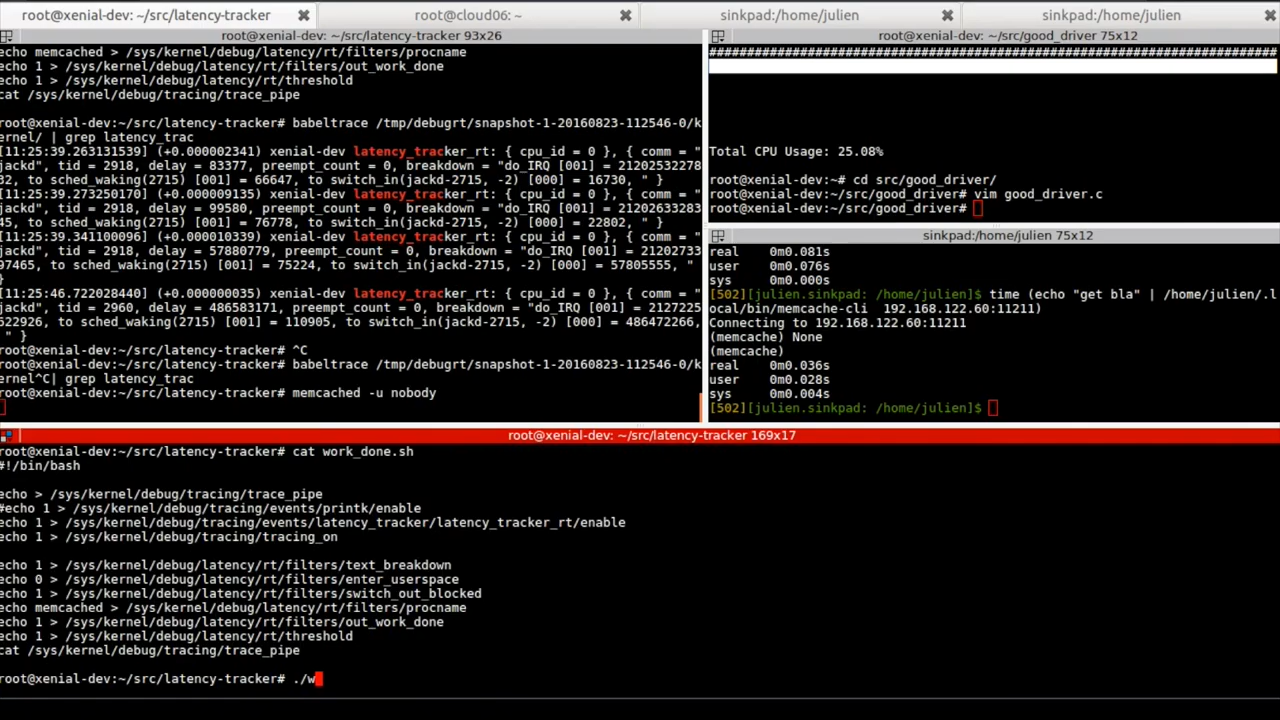 root@xenial-dev: ~/src/latency-tracker
root@cloud06: ~
sinkpad:/home/julien
sinkpad:/home/julien
root@xenial-dev: ~/src/latency-tracker 93x26
echo memcached > /sys/kernel/debug/latency/rt/filters/procname
echo 1 > /sys/kernel/debug/latency/rt/filters/out_work_done
echo 1 > /sys/kernel/debug/latency/rt/threshold
cat /sys/kernel/debug/tracing/trace_pipe
root@xenial-dev:~/src/latency-tracker# babeltrace /tmp/debugrt/snapshot-1-20160823-112546-0/k
ernel/ | grep latency_trac
[11:25:39.263131539] (+0.000002341) xenial-dev latency_tracker_rt: { cpu_id = 0 }, { comm = "
jackd", tid = 2918, delay = 83377, preempt_count = 0, breakdown = "do_IRQ [001] = 21202532278
32, to sched_waking(2715) [001] = 66647, to switch_in(jackd-2715, -2) [000] = 16730, " }
[11:25:39.273250170] (+0.000009135) xenial-dev latency_tracker_rt: { cpu_id = 0 }, { comm = "
jackd", tid = 2918, delay = 99580, preempt_count = 0, breakdown = "do_IRQ [001] = 21202633283
45, to sched_waking(2715) [001] = 76778, to switch_in(jackd-2715, -2) [000] = 22802, " }
[11:25:39.341100096] (+0.000010339) xenial-dev latency_tracker_rt: { cpu_id = 0 }, { comm = "
jackd", tid = 2918, delay = 57880779, preempt_count = 0, breakdown = "do_IRQ [001] = 21202733
97465, to sched_waking(2715) [001] = 75224, to switch_in(jackd-2715, -2) [000] = 57805555, "
}
[11:25:46.722028440] (+0.000000035) xenial-dev latency_tracker_rt: { cpu_id = 0 }, { comm = "
jackd", tid = 2960, delay = 486583171, preempt_count = 0, breakdown = "do_IRQ [001] = 2127225
522926, to sched_waking(2715) [001] = 110905, to switch_in(jackd-2715, -2) [000] = 486472266,
" }
root@xenial-dev:~/src/latency-tracker# ^C
root@xenial-dev:~/src/latency-tracker# babeltrace /tmp/debugrt/snapshot-1-20160823-112546-0/k
ernel^C| grep latency_trac
root@xenial-dev:~/src/latency-tracker# memcached -u nobody
root@xenial-dev: ~/src/good_driver 75x12
###########################################################################
Total CPU Usage: 25.08%
root@xenial-dev:~# cd src/good_driver/
root@xenial-dev:~/src/good_driver# vim good_driver.c
root@xenial-dev:~/src/good_driver#
sinkpad:/home/julien 75x12
real 0m0.081s
user 0m0.076s
sys 0m0.000s
[502][julien.sinkpad: /home/julien]$ time (echo "get bla" | /home/julien/.l
ocal/bin/memcache-cli 192.168.122.60:11211)
Connecting to 192.168.122.60:11211
(memcache) None
(memcache)
real 0m0.036s
user 0m0.028s
sys 0m0.004s
[502][julien.sinkpad: /home/julien]$
root@xenial-dev: ~/src/latency-tracker 169x17
root@xenial-dev:~/src/latency-tracker# cat work_done.sh
#!/bin/bash
echo > /sys/kernel/debug/tracing/trace_pipe
#echo 1 > /sys/kernel/debug/tracing/events/printk/enable
echo 1 > /sys/kernel/debug/tracing/events/latency_tracker/latency_tracker_rt/enable
echo 1 > /sys/kernel/debug/tracing/tracing_on
echo 1 > /sys/kernel/debug/latency/rt/filters/text_breakdown
echo 0 > /sys/kernel/debug/latency/rt/filters/enter_userspace
echo 1 > /sys/kernel/debug/latency/rt/filters/switch_out_blocked
echo memcached > /sys/kernel/debug/latency/rt/filters/procname
echo 1 > /sys/kernel/debug/latency/rt/filters/out_work_done
echo 1 > /sys/kernel/debug/latency/rt/threshold
cat /sys/kernel/debug/tracing/trace_pipe
root@xenial-dev:~/src/latency-tracker# ./w